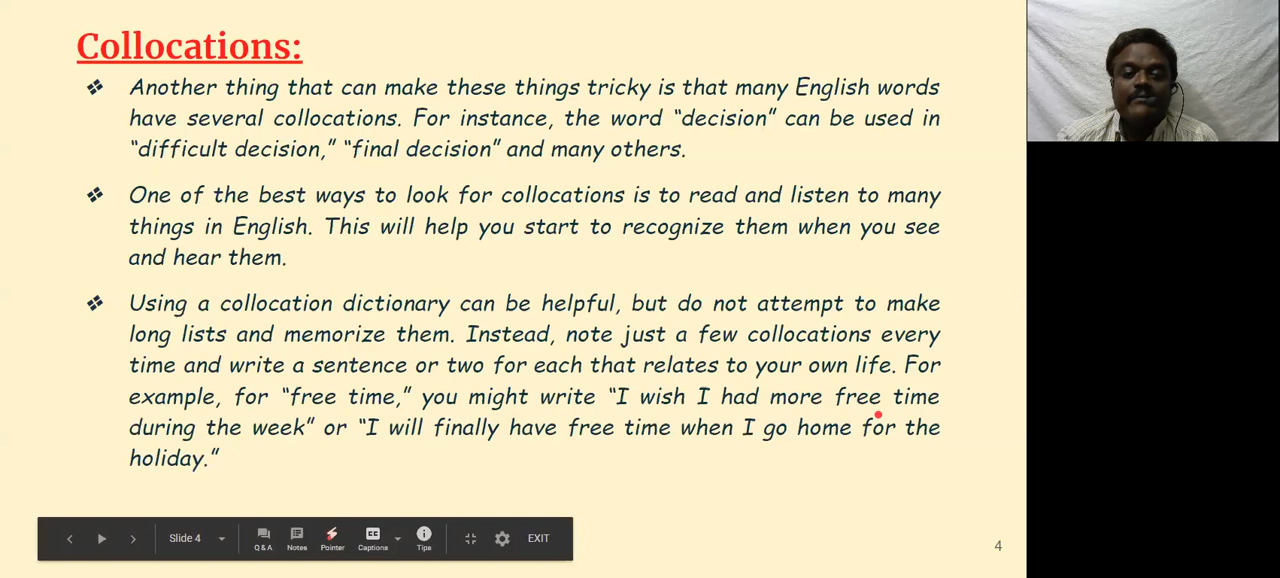 Collocations:
❖ Another thing that can make these things tricky is that many English words
have several collocations. For instance, the word “decision” can be used in
“difficult decision,” “final decision” and many others.
❖ One of the best ways to look for collocations is to read and listen to many
things in English. This will help you start to recognize them when you see
and hear them.
❖ Using a collocation dictionary can be helpful, but do not attempt to make
long lists and memorize them. Instead, note just a few collocations every
time and write a sentence or two for each that relates to your own life. For
example, for “free time,” you might write “I wish I had more free time
during the week” or “I will finally have free time when I go home for the
holiday.”
Slide 4
Q & A
Notes
Pointer
CC
Captions
Tips
EXIT
4